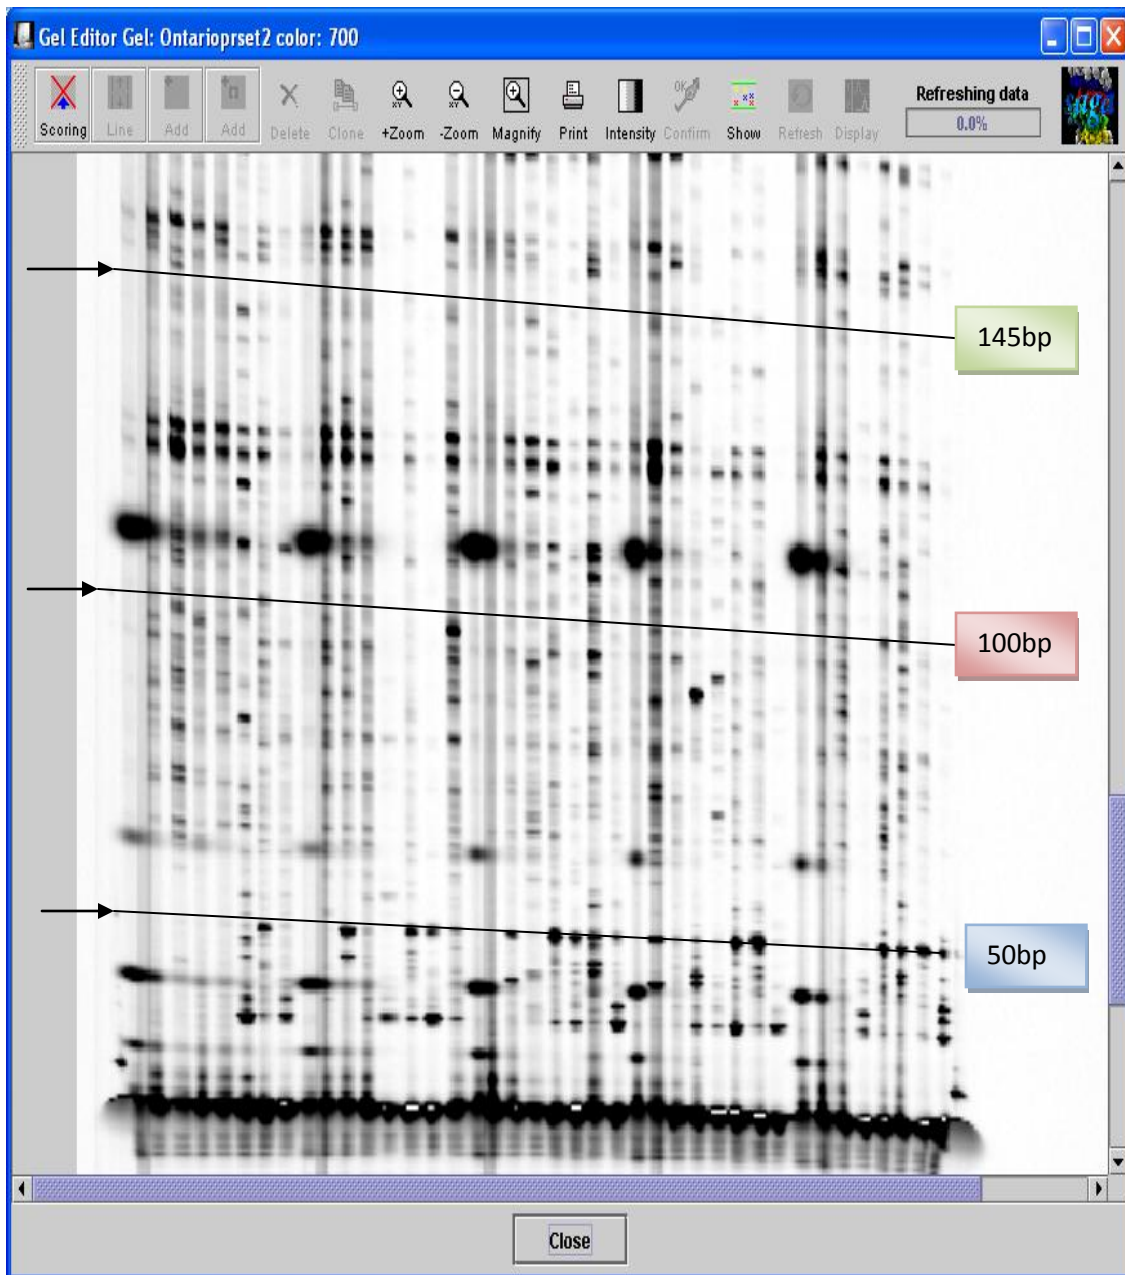 Gel Editor Gel: Ontarioprset2 color: 700
Scoring Line Add Add Delete Clone +Zoom -Zoom Magnify Print Intensity Confirm Show Refresh Display
Refreshing data
0.0%
145bp
100bp
50bp
Close